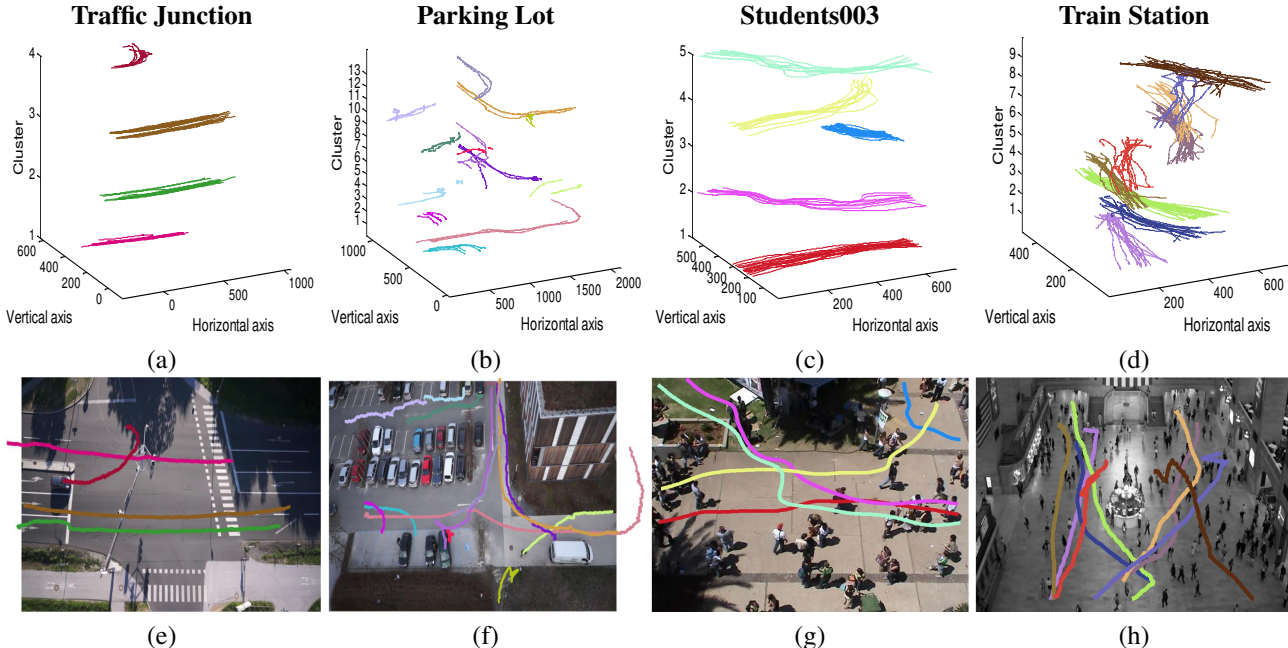 Traffic Junction
Parking Lot
Students003
Train Station
4
3
2
1
Cluster
600
400
200
0
Vertical axis
0
500
1000
Horizontal axis
13
12
11
10
9
8
7
6
5
4
3
2
1
Cluster
1000
500
0
Vertical axis
500
1000
1500
2000
Horizontal axis
5
4
3
2
1
Cluster
500
400
300
200
100
Vertical axis
200
400
600
Horizontal axis
9
8
7
6
5
4
3
2
1
Cluster
400
200
Vertical axis
200
400
600
Horizontal axis
(a)
(b)
(c)
(d)
(e)
(f)
(g)
(h)